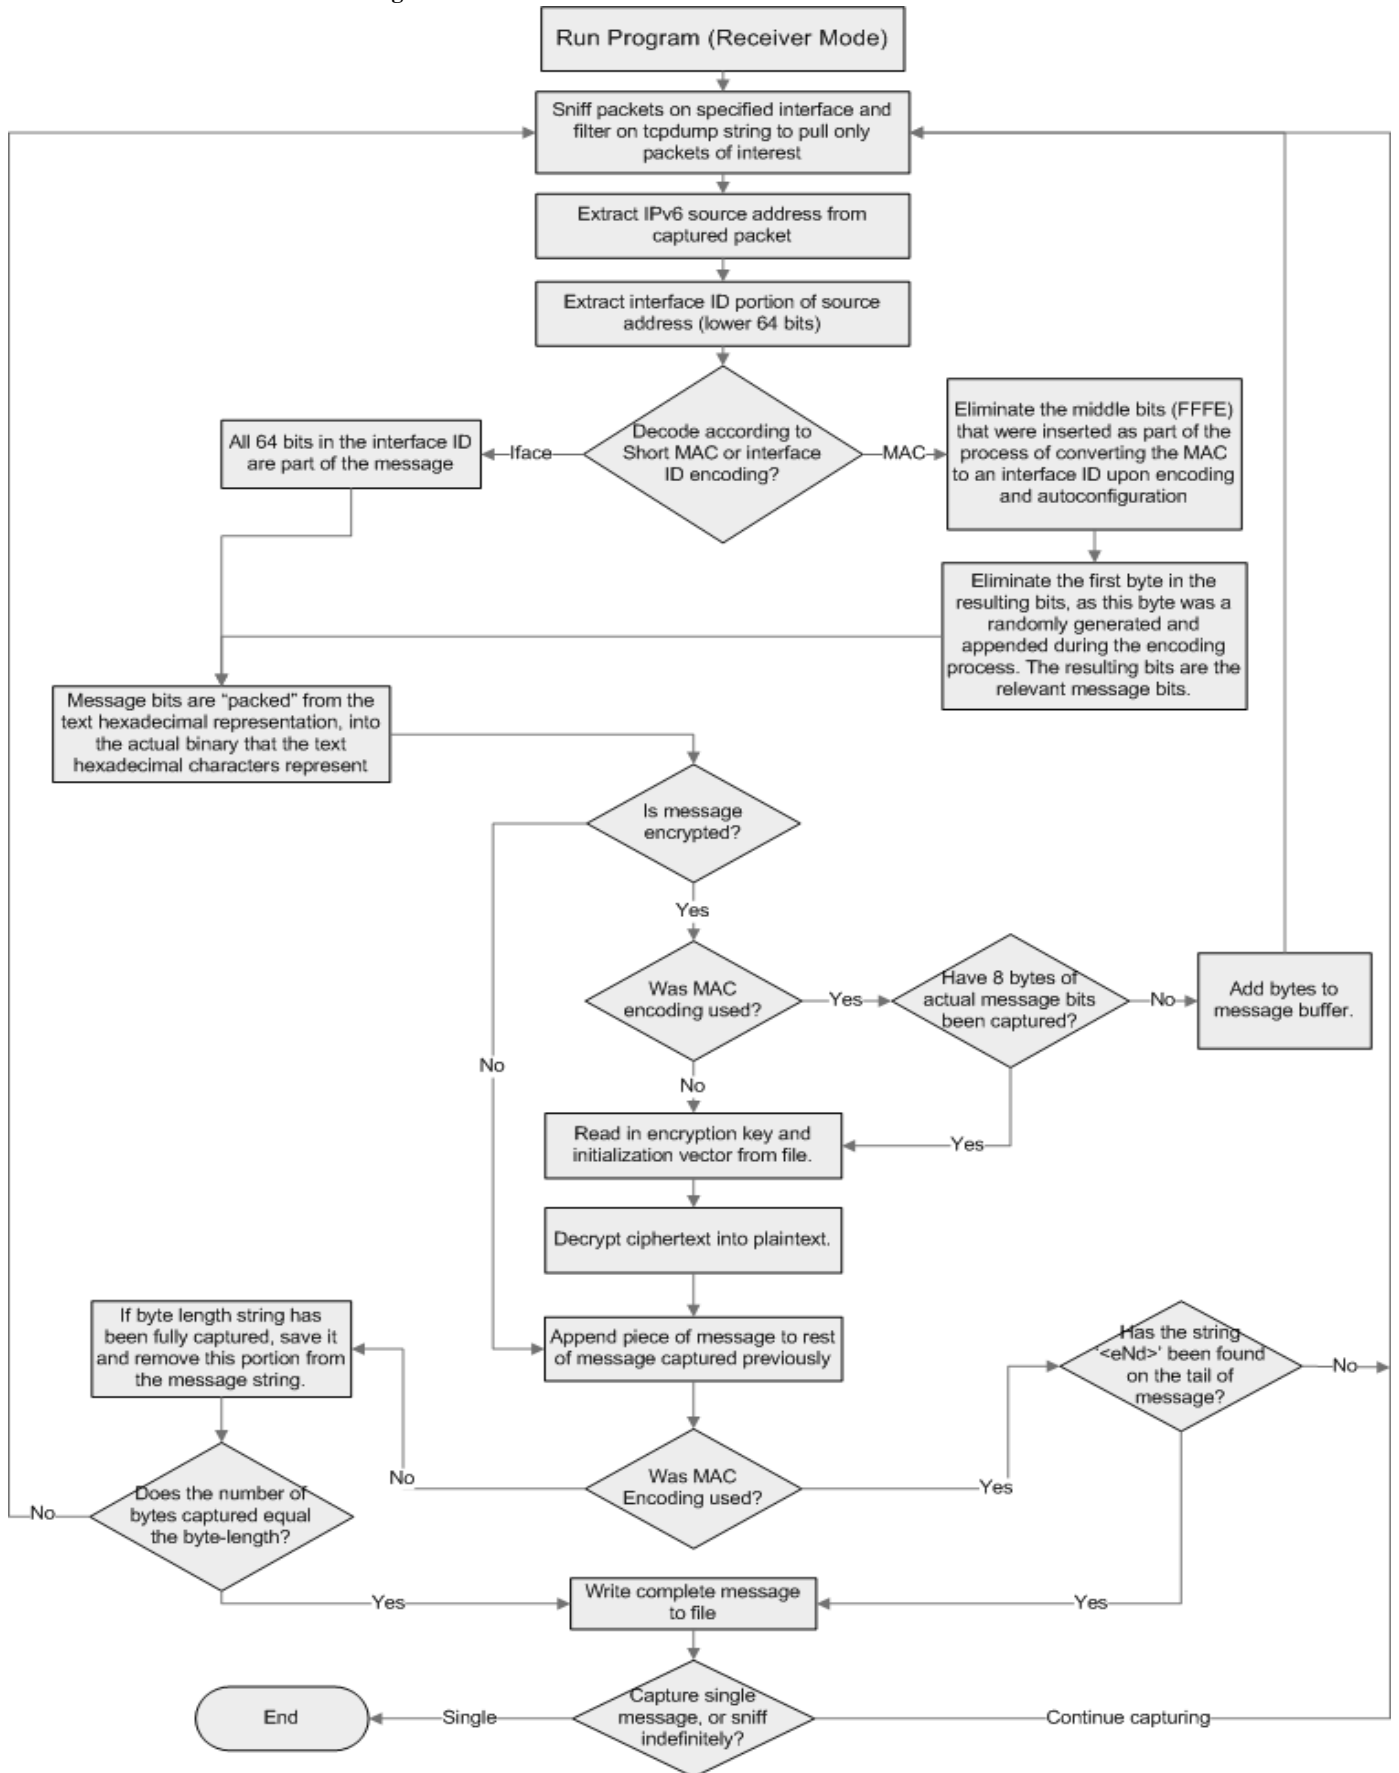 Run Program (Receiver Mode)
Sniff packets on specified interface and
filter on tcpdump string to pull only
packets of interest
Extract IPv6 source address from
captured packet
Extract interface ID portion of source
address (lower 64 bits)
Decode according to
Short MAC or interface
ID encoding?
Iface
MAC
All 64 bits in the interface ID
are part of the message
Eliminate the middle bits (FFFE)
that were inserted as part of the
process of converting the MAC
to an interface ID upon encoding
and autoconfiguration
Eliminate the first byte in the
resulting bits, as this byte was a
randomly generated and
appended during the encoding
process. The resulting bits are the
relevant message bits.
Message bits are “packed” from the
text hexadecimal representation, into
the actual binary that the text
hexadecimal characters represent
Is message
encrypted?
Yes
No
Was MAC
encoding used?
Yes
Have 8 bytes of
actual message bits
been captured?
No
Add bytes to
message buffer.
No
Yes
Read in encryption key and
initialization vector from file.
Decrypt ciphertext into plaintext.
Append piece of message to rest
of message captured previously
If byte length string has
been fully captured, save it
and remove this portion from
the message string.
Has the string
‘<eNd>’ been found
on the tail of
message?
No
Was MAC
Encoding used?
No
Yes
Does the number of
bytes captured equal
the byte-length?
No
Yes
Yes
Write complete message
to file
Capture single
message, or sniff
indefinitely?
Single
Continue capturing
End